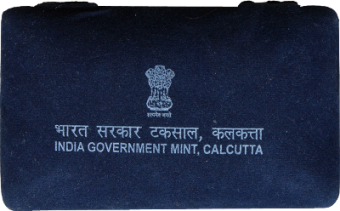 भारत सरकार टकसाल, कलकत्ता
INDIA GOVERNMENT MINT, CALCUTTA